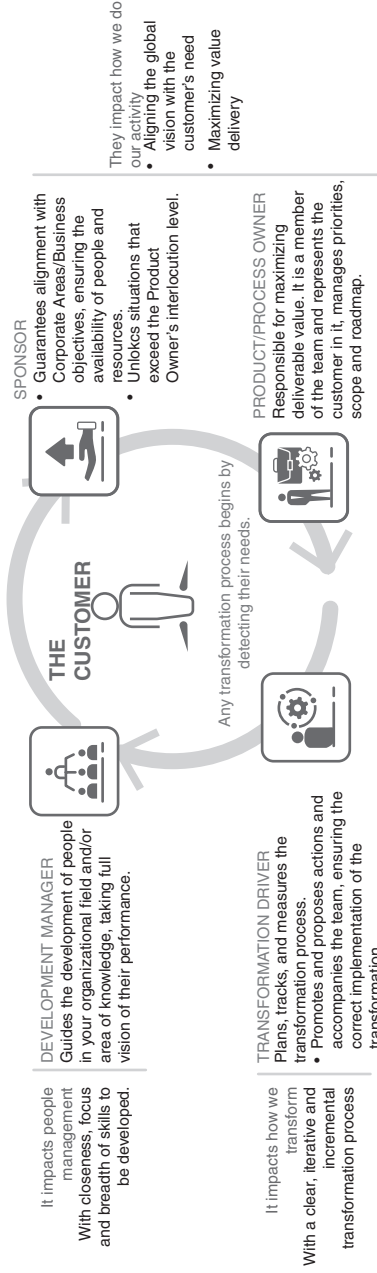 It impacts people
management
With closeness, focus
and breadth of skills to
be developed.
DEVELOPMENT MANAGER
Guides the development of people
in your organizational field and/or
area of knowledge, taking full
vision of their performance.
THE
CUSTOMER
Any transformation process begins by
detecting their needs.
SPONSOR
• Guarantees alignment with
Corporate Areas/Business
objectives, ensuring the
availability of people and
resources.
• Unlokcs situations that
exceed the Product
Owner's interlocution level.
They impact how we do
our activity
• Aligning the global
vision with the
customer's need
• Maximizing value
delivery
It impacts how we
transform
With a clear, iterative and
incremental
transformation process
TRANSFORMATION DRIVER
Plans, tracks, and measures the
transformation process.
• Promotes and proposes actions and
accompanies the team, ensuring the
correct implementation of the
transformation
PRODUCT/PROCESS OWNER
Responsible for maximizing
deliverable value. It is a member
of the team and represents the
customer in it, manages priorities,
scope and roadmap.